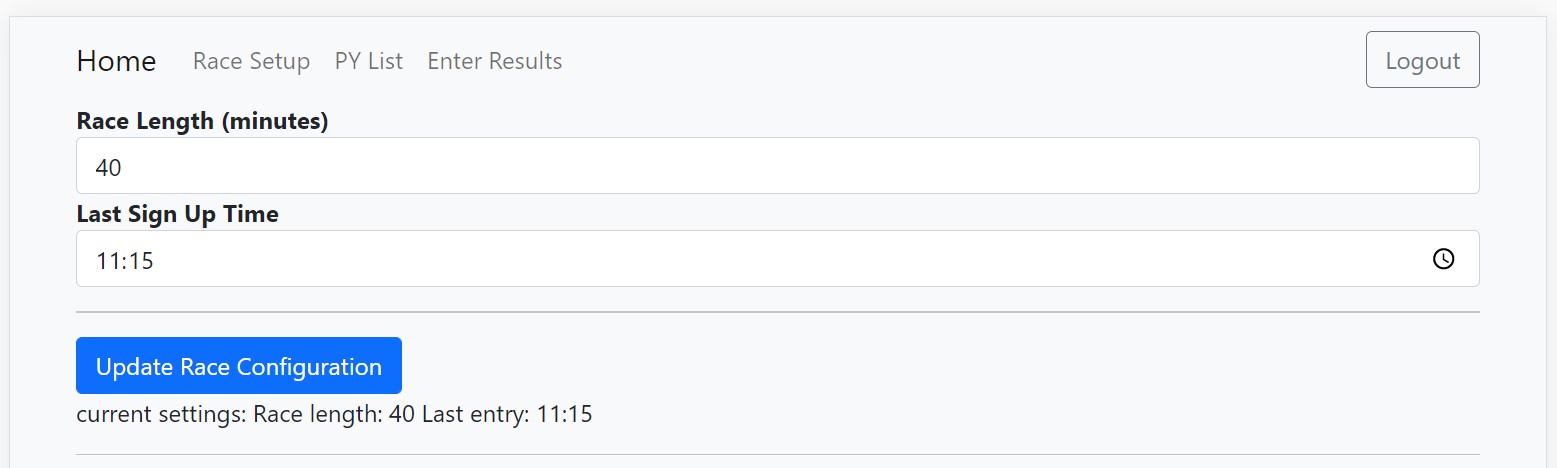 Home Race Setup PY List Enter Results Logout
Race Length (minutes)
40
Last Sign Up Time
11:15
Update Race Configuration
current settings: Race length: 40 Last entry: 11:15